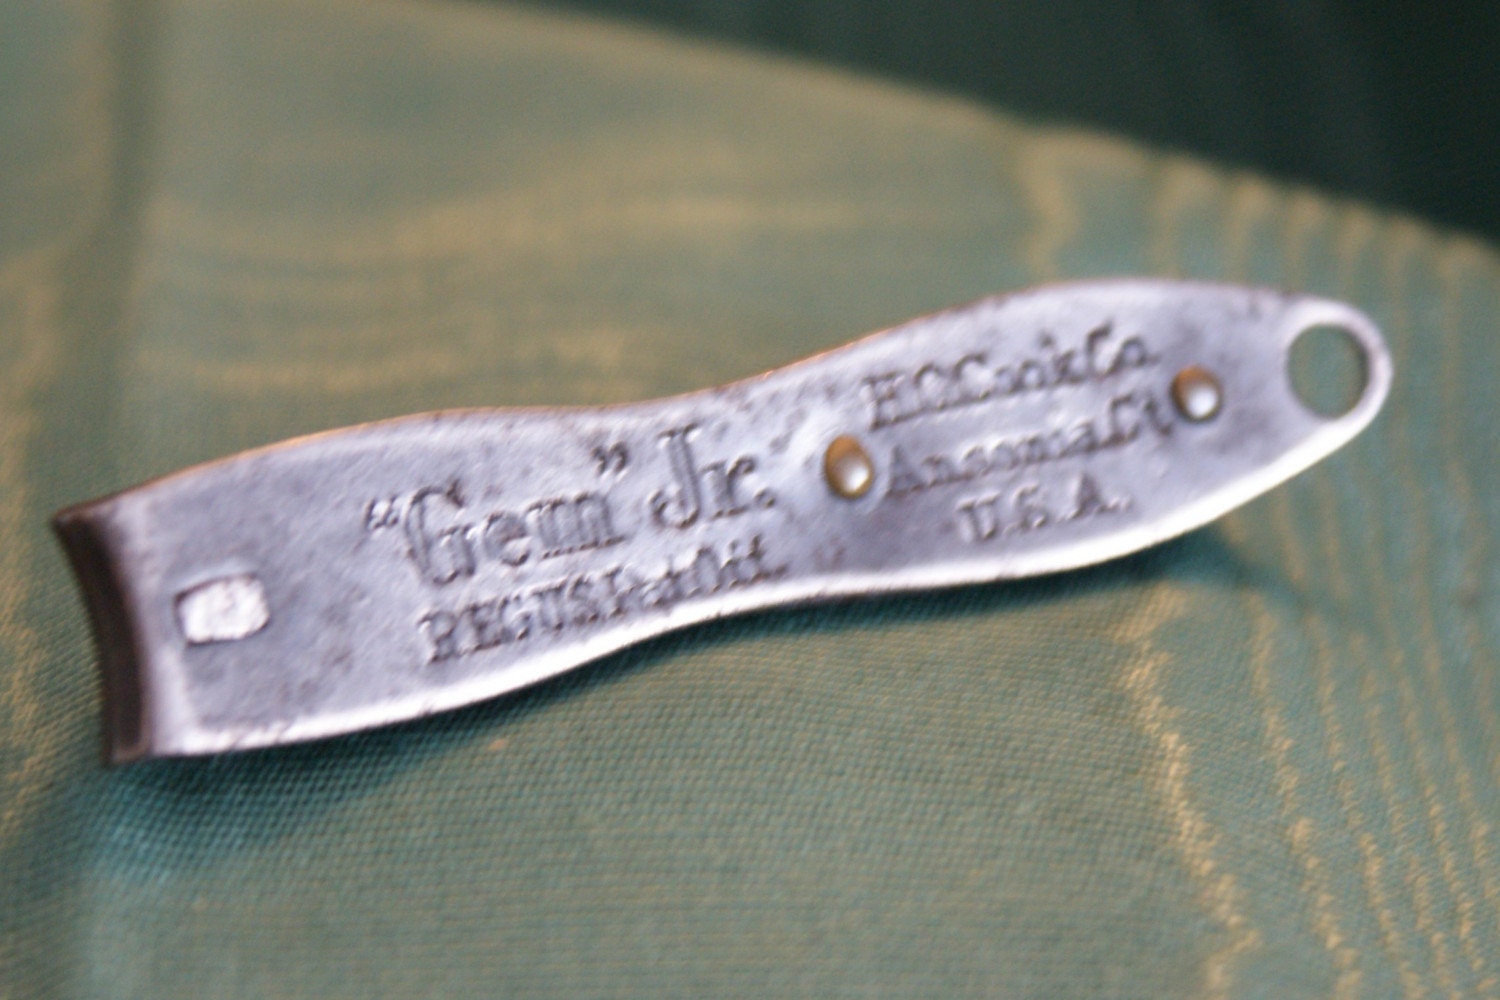 "Gem" Jr.
REG US Pat Off.
H.C. Cook Co
Ansonia Ct
U.S.A.